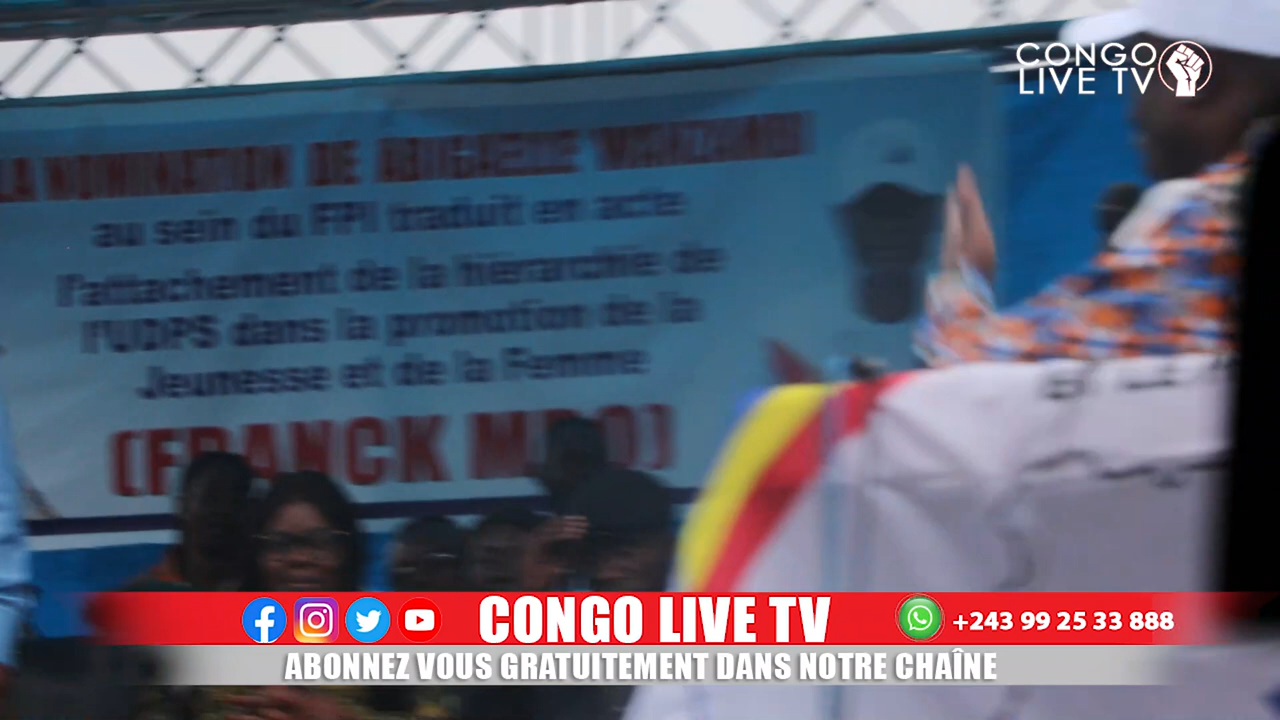 CONGO
LIVE TV
LA NOMINATION DE ABIGAELLE
au sein du FPI traduit en acte
l'attachement de la hiérarchie de
l'UDPS dans la promotion de la
Jeunesse et de la Femme
(FRANCK
CONGO LIVE TV
+243 99 25 33 888
ABONNEZ VOUS GRATUITEMENT DANS NOTRE CHAÎNE